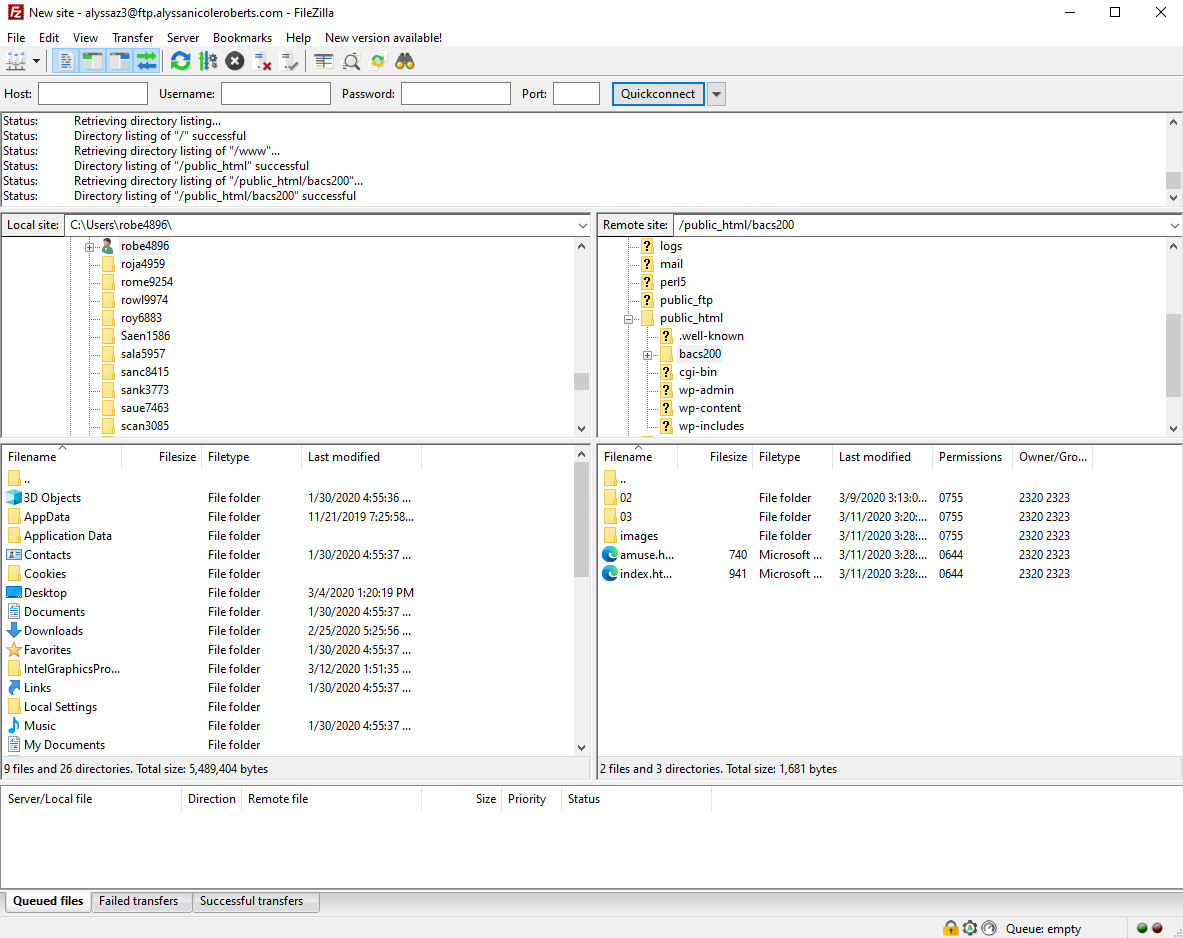 New site - alyssaz3@ftp.alyssanicoleroberts.com - FileZilla
File Edit View Transfer Server Bookmarks Help New version available!
Host: Username: Password: Port: Quickconnect
Status: Retrieving directory listing...
Status: Directory listing of "/" successful
Status: Retrieving directory listing of "/www"...
Status: Directory listing of "/public_html" successful
Status: Retrieving directory listing of "/public_html/bacs200"...
Status: Directory listing of "/public_html/bacs200" successful
Local site: C:\Users\robe4896\
robe4896
roja4959
rome9254
rowl9974
roy6883
Saen1586
sala5957
sanc8415
sank3773
saue7463
scan3085
Remote site: /public_html/bacs200
logs
mail
perl5
public_ftp
public_html
.well-known
bacs200
cgi-bin
wp-admin
wp-content
wp-includes
Filename Filesize Filetype Last modified
..
3D Objects File folder 1/30/2020 4:55:36 ...
AppData File folder 11/21/2019 7:25:58...
Application Data File folder
Contacts File folder 1/30/2020 4:55:37 ...
Cookies File folder
Desktop File folder 3/4/2020 1:20:19 PM
Documents File folder 1/30/2020 4:55:37 ...
Downloads File folder 2/25/2020 5:25:56 ...
Favorites File folder 1/30/2020 4:55:37 ...
IntelGraphicsPro... File folder 3/12/2020 1:51:35 ...
Links File folder 1/30/2020 4:55:37 ...
Local Settings File folder
Music File folder 1/30/2020 4:55:37 ...
My Documents File folder
9 files and 26 directories. Total size: 5,489,404 bytes
Filename Filesize Filetype Last modified Permissions Owner/Gro...
..
02 File folder 3/9/2020 3:13:0... 0755 2320 2323
03 File folder 3/11/2020 3:20:... 0755 2320 2323
images File folder 3/11/2020 3:28:... 0755 2320 2323
amuse.h... 740 Microsoft ... 3/11/2020 3:28:... 0644 2320 2323
index.ht... 941 Microsoft ... 3/11/2020 3:28:... 0644 2320 2323
2 files and 3 directories. Total size: 1,681 bytes
Server/Local file Direction Remote file Size Priority Status
Queued files Failed transfers Successful transfers
Queue: empty